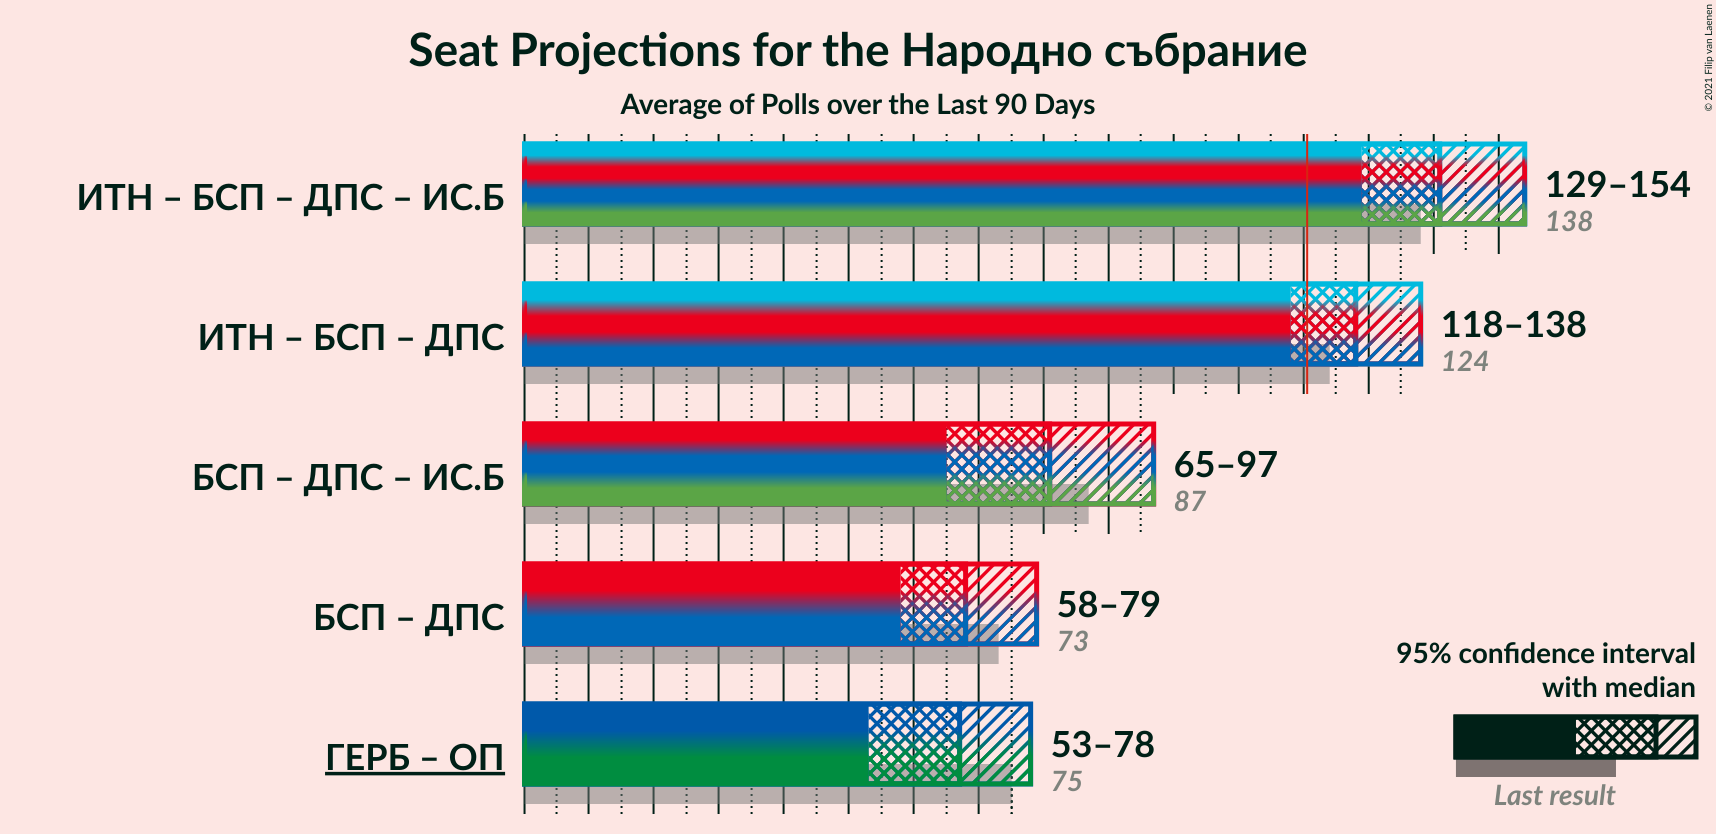 Seat Projections for the Народно събрание
Average of Polls over the Last 90 Days
© 2021 Filip van Laenen
ИТН – БСП – ДПС – ИС.Б
129–154
138
ИТН – БСП – ДПС
118–138
124
БСП – ДПС – ИС.Б
65–97
87
БСП – ДПС
58–79
73
ГЕРБ – ОП
53–78
75
95% confidence interval
with median
Last result